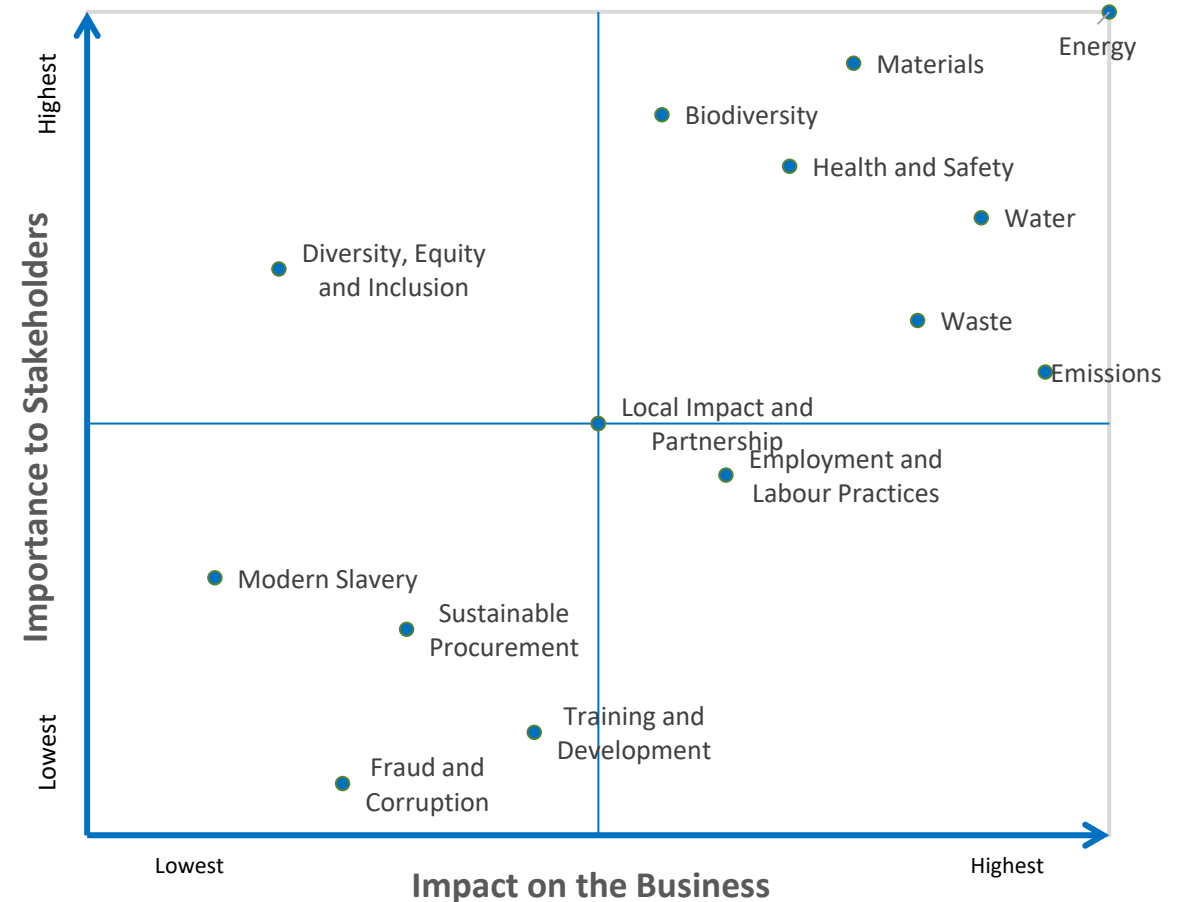 Highest
Energy
Materials
Biodiversity
Health and Safety
Water
Diversity, Equity
and Inclusion
Waste
Emissions
Importance to Stakeholders
Local Impact and
Partnership
Employment and
Labour Practices
Modern Slavery
Sustainable
Procurement
Training and
Development
Fraud and
Corruption
Lowest
Lowest
Highest
Impact on the Business